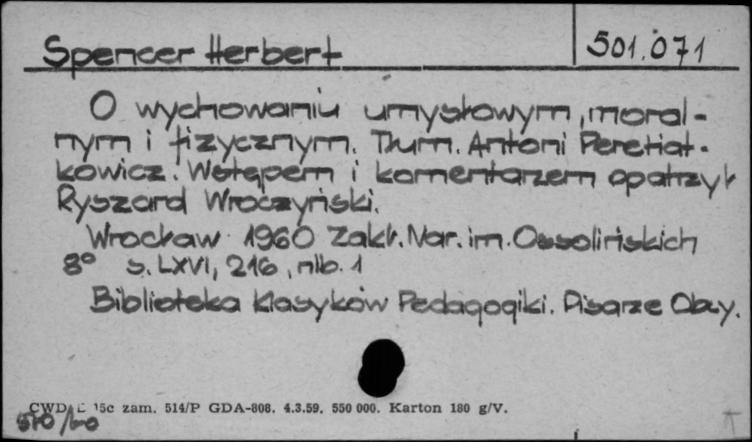 Spencer Herbert
501.071
O wychowaniu umysłowym, moral-
nym i fizycznym. Tłum. Antoni Peretiat-
kowicz. Wstępem i komentarzem opatrzył
Ryszard Wroczyński.
Wrocław 1960 Zakł. Nar. im. Ossolińskich
8° s. LXVI, 216, nlb. 1
Biblioteka Klasyków Pedagogiki. Pisarze Obcy.
CWD. 15c zam. 514/P GDA-808. 4.3.59. 550 000. Karton 180 g/V.